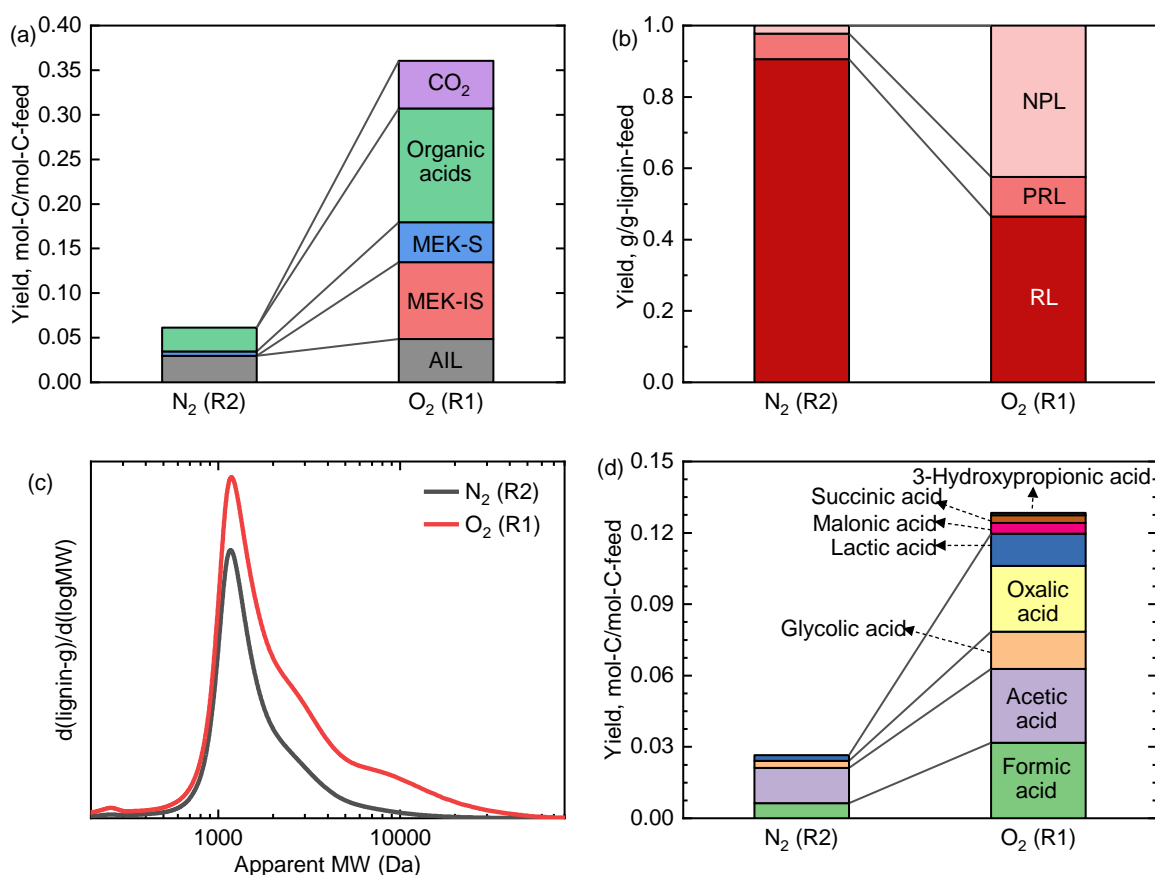 (a)
Yield, mol-C/mol-C-feed
0.40
0.35
0.30
0.25
0.20
0.15
0.10
0.05
0.00
CO₂
Organic
acids
MEK-S
MEK-IS
AIL
N₂ (R2)
O₂ (R1)
(b)
Yield, g/g-lignin-feed
1.0
0.8
0.6
0.4
0.2
0.0
NPL
PRL
RL
N₂ (R2)
O₂ (R1)
(c)
d(lignin-g)/d(logMW)
N₂ (R2)
O₂ (R1)
1000
10000
Apparent MW (Da)
(d)
Yield, mol-C/mol-C-feed
0.15
0.12
0.09
0.06
0.03
0.00
3-Hydroxypropionic acid
Succinic acid
Malonic acid
Lactic acid
Oxalic
acid
Glycolic acid
Acetic
acid
Formic
acid
N₂ (R2)
O₂ (R1)